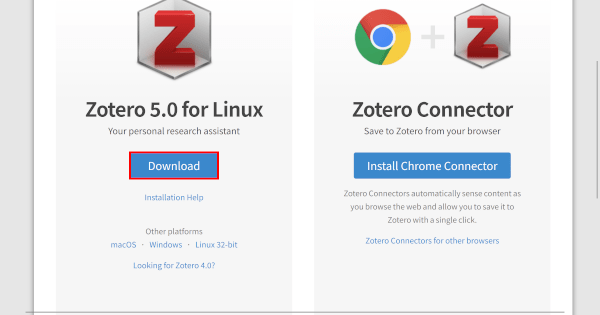 Z
Zotero 5.0 for Linux
Your personal research assistant
Download
Installation Help
Other platforms
macOS · Windows · Linux 32-bit
Looking for Zotero 4.0?
+ Z
Zotero Connector
Save to Zotero from your browser
Install Chrome Connector
Zotero Connectors automatically sense content as
you browse the web and allow you to save it to
Zotero with a single click.
Zotero Connectors for other browsers